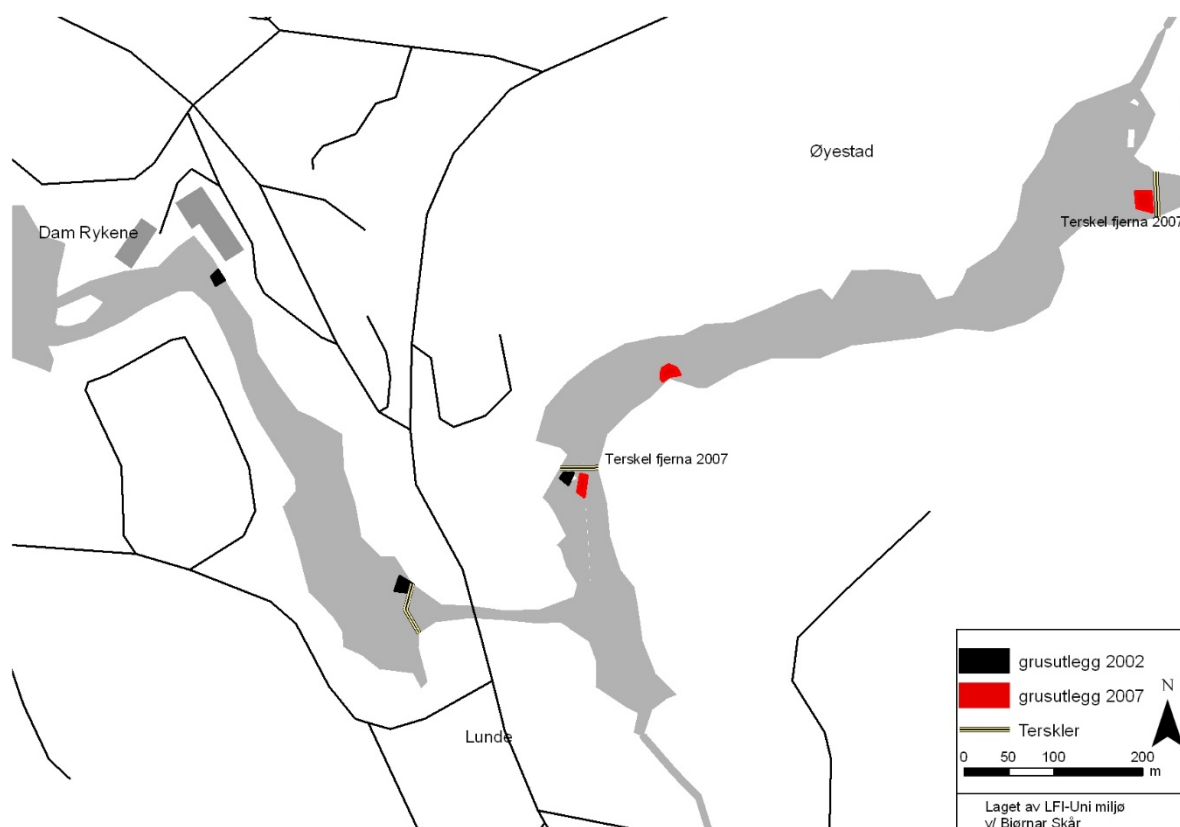 Øyestad
Dam Rykene
Terskel fjerna 2007
Terskel fjerna 2007
Lunde
grusutlegg 2002
grusutlegg 2007
N
Terskler
0 50 100 200
m
Laget av LFI-Uni miljø
v/ Bjørnar Skår